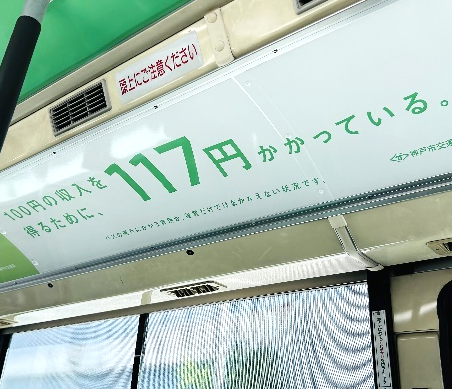 頭上にご注意ください
100円の収入を
得るために、
117円かかっている。
神戸市交通